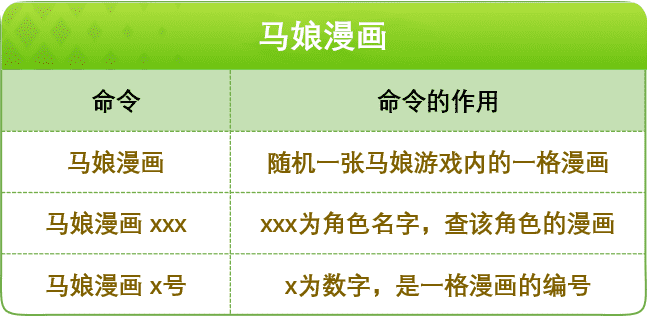 马娘漫画
命令 命令的作用
马娘漫画 随机一张马娘游戏内的一格漫画
马娘漫画 xxx xxx为角色名字，查该角色的漫画
马娘漫画 x号 x为数字，是一格漫画的编号